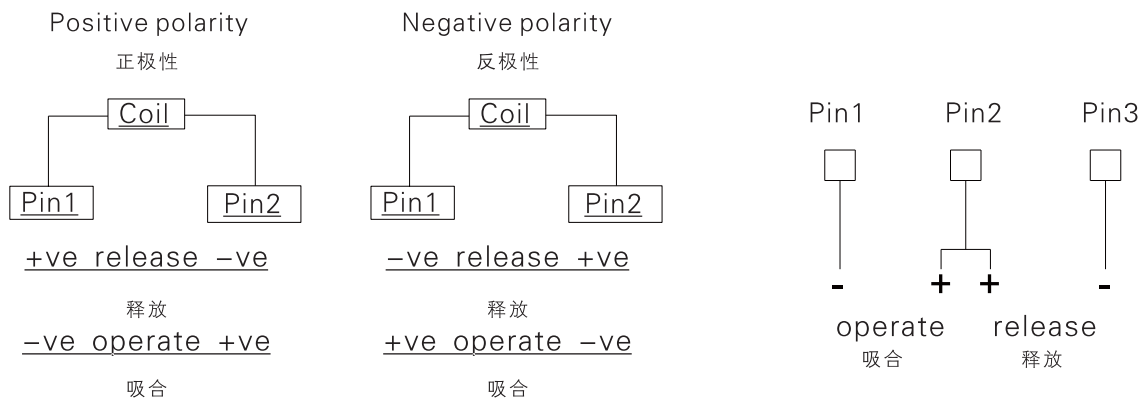 Positive polarity
正极性
Coil
Pin1
Pin2
+ve release –ve
释放
–ve operate +ve
吸合
Negative polarity
反极性
Coil
Pin1
Pin2
–ve release +ve
释放
+ve operate –ve
吸合
Pin1 Pin2 Pin3
- + + -
operate release
吸合 释放